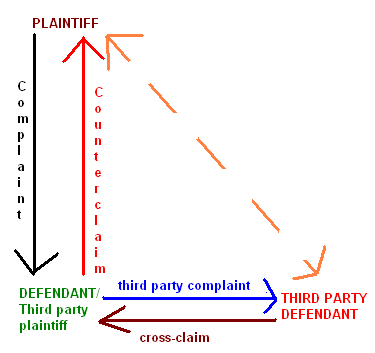 PLAINTIFF
Complaint
Counterclaim
third party complaint
DEFENDANT/
Third party
plaintiff
THIRD PARTY
DEFENDANT
cross-claim